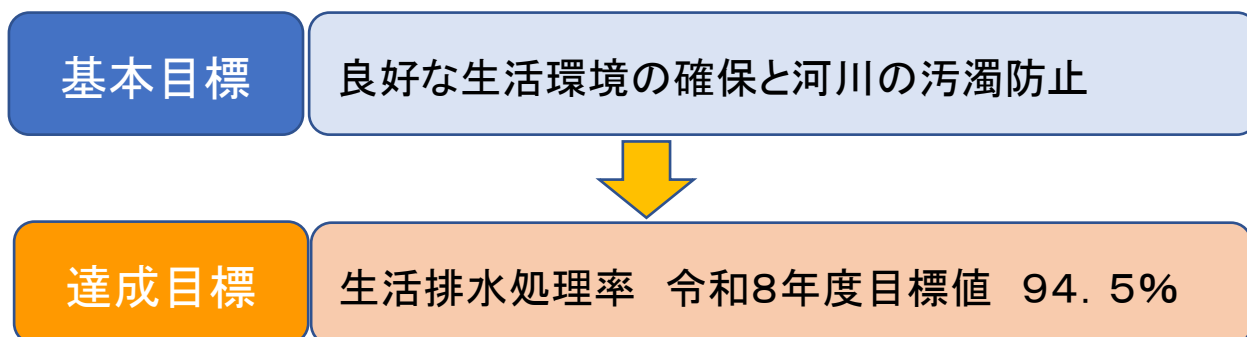 基本目標
良好な生活環境の確保と河川の汚濁防止
達成目標
生活排水処理率　令和8年度目標値　94．5%